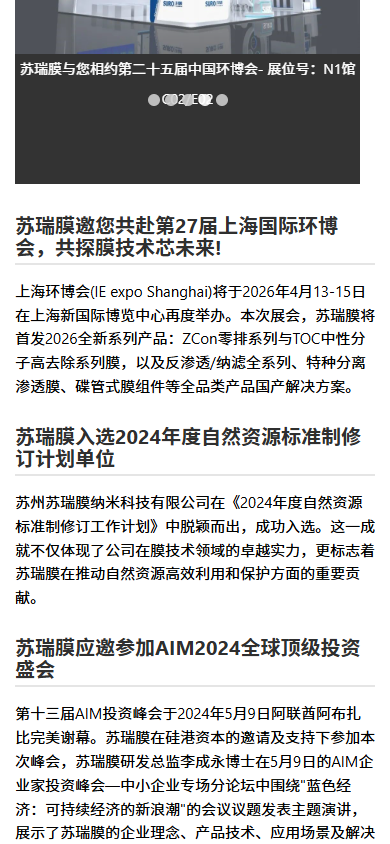 苏瑞膜与您相约第二十五届中国环博会- 展位号：N1馆
苏瑞膜邀您共赴第27届上海国际环博
会，共探膜技术芯未来!
上海环博会(IE expo Shanghai)将于2026年4月13-15日
在上海新国际博览中心再度举办。本次展会，苏瑞膜将
首发2026全新系列产品：ZCon零排系列与TOC中性分
子高去除系列膜，以及反渗透/纳滤全系列、特种分离
渗透膜、碟管式膜组件等全品类产品国产解决方案。
苏瑞膜入选2024年度自然资源标准制修
订计划单位
苏州苏瑞膜纳米科技有限公司在《2024年度自然资源
标准制修订工作计划》中脱颖而出，成功入选。这一成
就不仅体现了公司在膜技术领域的卓越实力，更标志着
苏瑞膜在推动自然资源高效利用和保护方面的重要贡
献。
苏瑞膜应邀参加AIM2024全球顶级投资
盛会
第十三届AIM投资峰会于2024年5月9日阿联酋阿布扎
比完美谢幕。苏瑞膜在硅港资本的邀请及支持下参加本
次峰会，苏瑞膜研发总监李成永博士在5月9日的AIM企
业家投资峰会—中小企业专场分论坛中围绕"蓝色经
济：可持续经济的新浪潮"的会议议题发表主题演讲，
展示了苏瑞膜的企业理念、产品技术、应用场景及解决